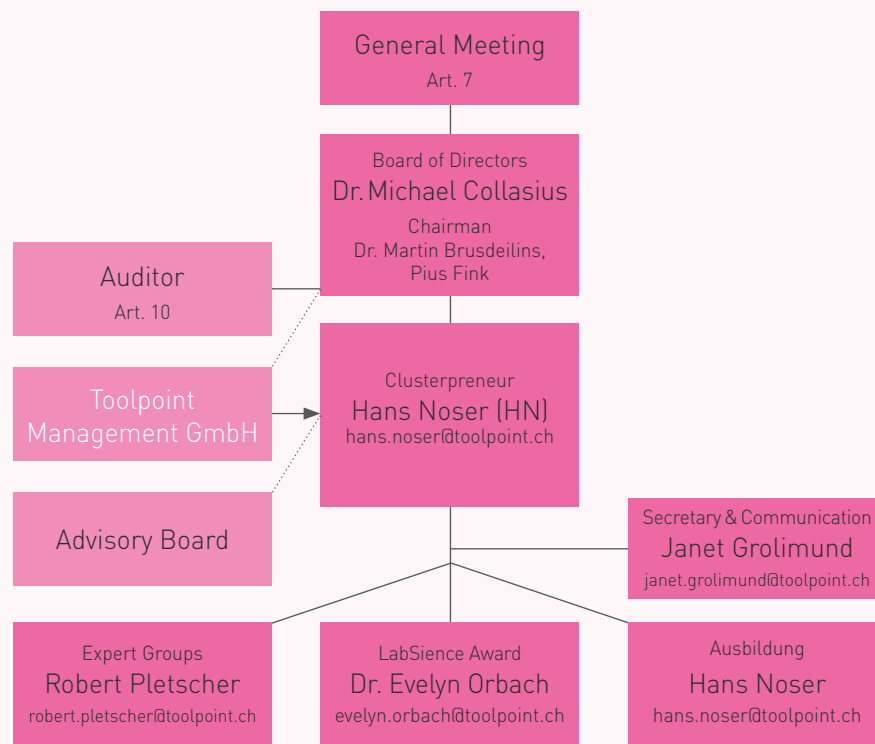 General Meeting
Art. 7
Board of Directors
Dr. Michael Collasius
Chairman
Dr. Martin Brusdeilins,
Pius Fink
Auditor
Art. 10
Toolpoint
Management GmbH
Clusterpreneur
Hans Noser (HN)
hans.noser@toolpoint.ch
Advisory Board
Secretary & Communication
Janet Grolimund
janet.grolimund@toolpoint.ch
Expert Groups
Robert Pletscher
robert.pletscher@toolpoint.ch
LabSience Award
Dr. Evelyn Orbach
evelyn.orbach@toolpoint.ch
Ausbildung
Hans Noser
hans.noser@toolpoint.ch